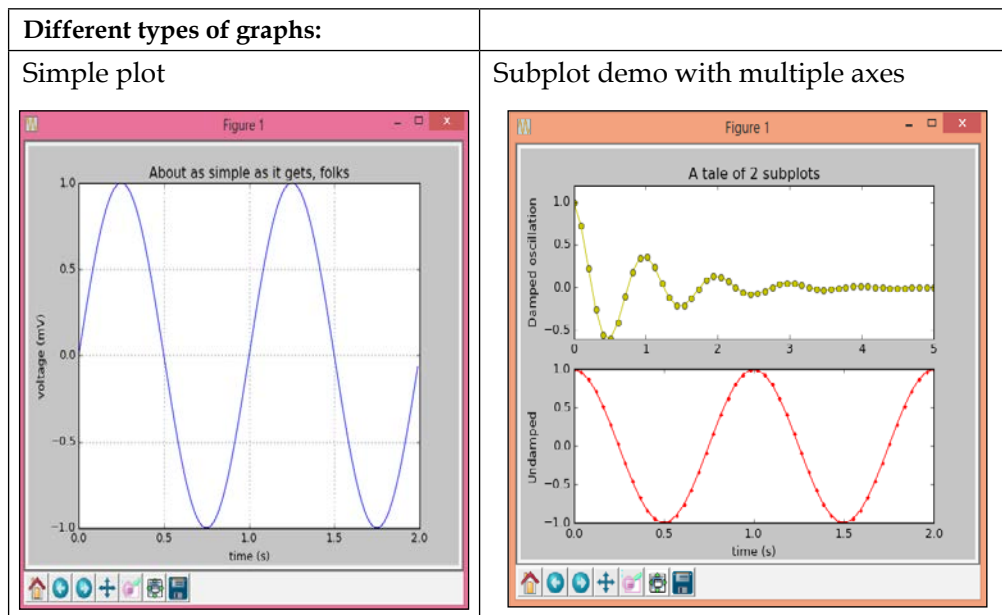 Different types of graphs:
Simple plot
Subplot demo with multiple axes
Figure 1
About as simple as it gets, folks
1.0
0.5
0.0
−0.5
−1.0
voltage (mV)
0.0 0.5 1.0 1.5 2.0
time (s)
Figure 1
A tale of 2 subplots
1.0
0.5
0.0
−0.5
Damped oscillation
0 1 2 3 4 5
1.0
0.5
0.0
−0.5
−1.0
Undamped
0.0 0.5 1.0 1.5 2.0
time (s)